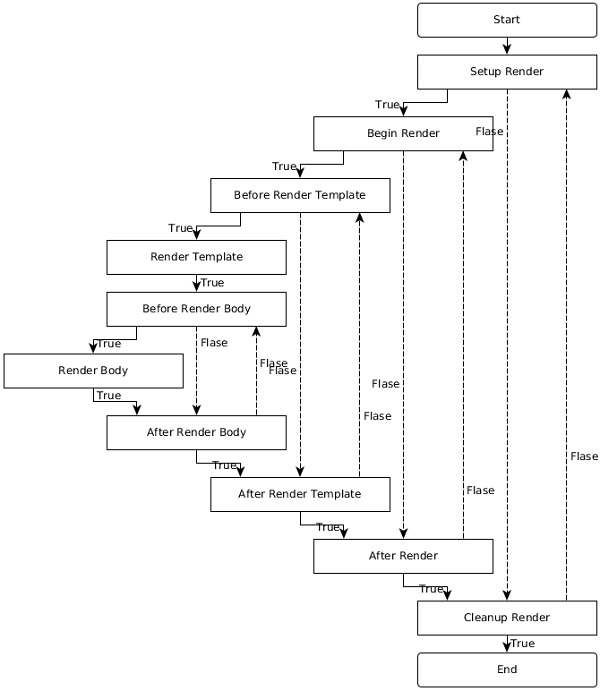 Start
Setup Render
True
Begin Render
Flase
True
Before Render Template
True
Render Template
True
Before Render Body
True
Flase
Render Body
Flase
Flase
Flase
True
Flase
After Render Body
Flase
True
After Render Template
Flase
True
After Render
True
Cleanup Render
True
End